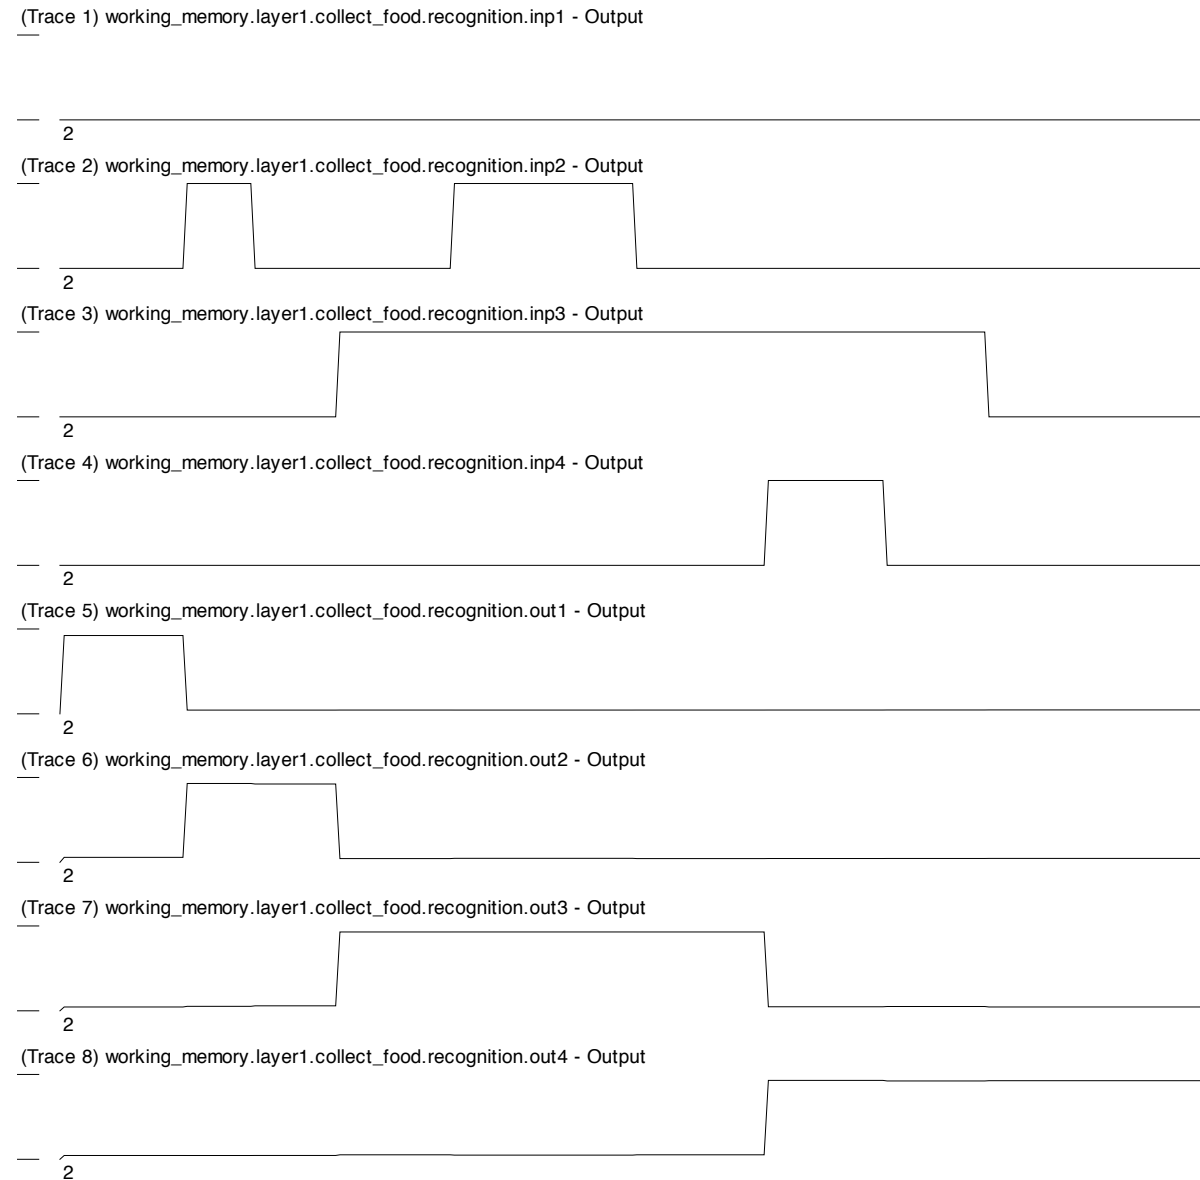 (Trace 1) working_memory.layer1.collect_food.recognition.inp1 - Output
2
(Trace 2) working_memory.layer1.collect_food.recognition.inp2 - Output
2
(Trace 3) working_memory.layer1.collect_food.recognition.inp3 - Output
2
(Trace 4) working_memory.layer1.collect_food.recognition.inp4 - Output
2
(Trace 5) working_memory.layer1.collect_food.recognition.out1 - Output
2
(Trace 6) working_memory.layer1.collect_food.recognition.out2 - Output
2
(Trace 7) working_memory.layer1.collect_food.recognition.out3 - Output
2
(Trace 8) working_memory.layer1.collect_food.recognition.out4 - Output
2